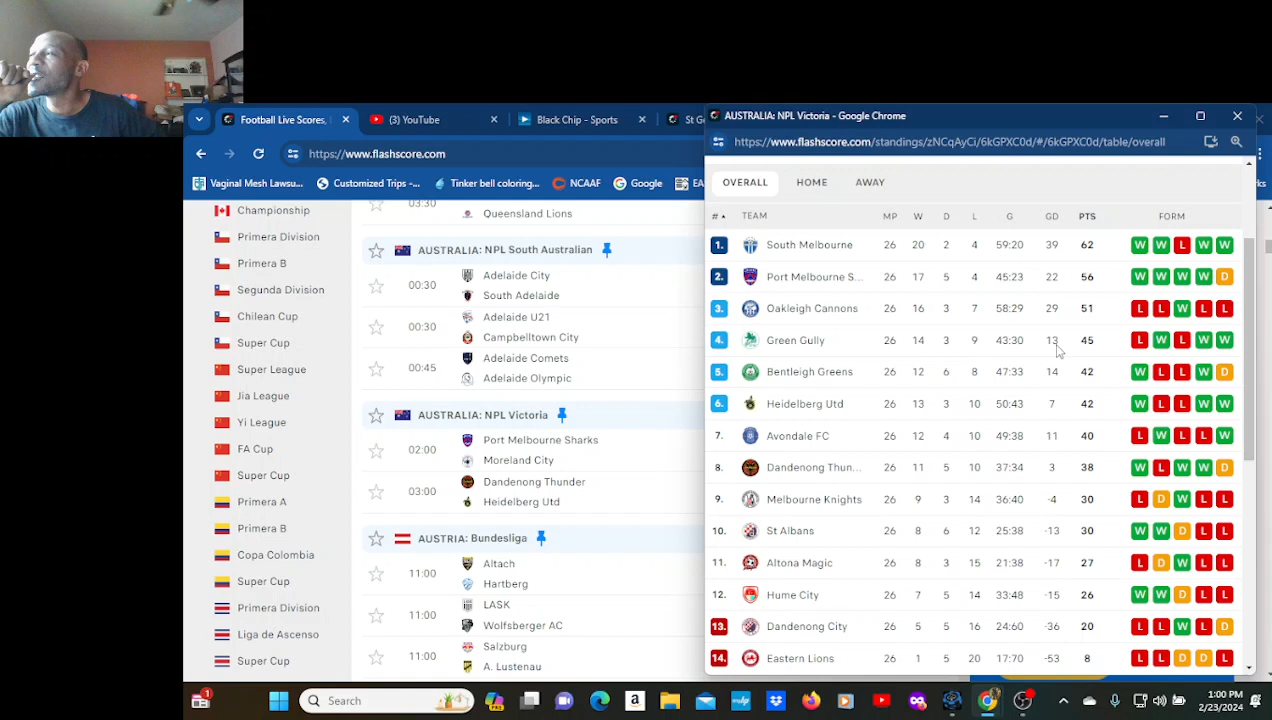 AUSTRALIA: NPL Victoria - Google Chrome
Football Live Scores,
(3) YouTube
Black Chip - Sports
St G
https://www.flashscore.com/standings/zNCqAyCi/6kGPXC0d/#/6kGPXC0d/table/overall
https://www.flashscore.com
Vaginal Mesh Lawsu...
Customized Trips -...
Tinker bell coloring...
NCAAF
Google
EA
OVERALL HOME AWAY
# TEAM MP W D L G GD PTS FORM
1. South Melbourne 26 20 2 4 59:20 39 62 W W L W W
2. Port Melbourne S... 26 17 5 4 45:23 22 56 W W W W D
3. Oakleigh Cannons 26 16 3 7 58:29 29 51 L L W L L
4. Green Gully 26 14 3 9 43:30 13 45 L W L W W
5. Bentleigh Greens 26 12 6 8 47:33 14 42 W L L W D
6. Heidelberg Utd 26 13 3 10 50:43 7 42 W L L W W
7. Avondale FC 26 12 4 10 49:38 11 40 L W L L W
8. Dandenong Thun... 26 11 5 10 37:34 3 38 W L W W D
9. Melbourne Knights 26 9 3 14 36:40 -4 30 L D W L L
10. St Albans 26 8 6 12 25:38 -13 30 W W D L L
11. Altona Magic 26 8 3 15 21:38 -17 27 L D W L L
12. Hume City 26 7 5 14 33:48 -15 26 W W D L L
13. Dandenong City 26 5 5 16 24:60 -36 20 L L W L D
14. Eastern Lions 26 1 5 20 17:70 -53 8 L L D D L
Championship
Primera Division
Primera B
Segunda División
Chilean Cup
Super Cup
Super League
Jia League
Yi League
FA Cup
Super Cup
Primera A
Primera B
Copa Colombia
Super Cup
Primera Division
Liga de Ascenso
Super Cup
03:30
Queensland Lions
AUSTRALIA: NPL South Australian
00:30
Adelaide City
South Adelaide
00:30
Adelaide U21
Campbelltown City
00:45
Adelaide Comets
Adelaide Olympic
AUSTRALIA: NPL Victoria
02:00
Port Melbourne Sharks
Moreland City
03:00
Dandenong Thunder
Heidelberg Utd
AUSTRIA: Bundesliga
11:00
Altach
Hartberg
11:00
LASK
Wolfsberger AC
11:00
Salzburg
A. Lustenau
1
Search
1:00 PM
2/23/2024